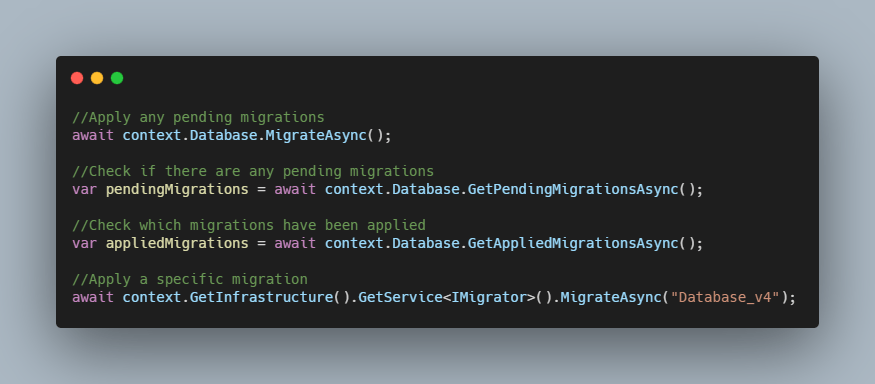 //Apply any pending migrations
await context.Database.MigrateAsync();
//Check if there are any pending migrations
var pendingMigrations = await context.Database.GetPendingMigrationsAsync();
//Check which migrations have been applied
var appliedMigrations = await context.Database.GetAppliedMigrationsAsync();
//Apply a specific migration
await context.GetInfrastructure().GetService<IMigrator>().MigrateAsync("Database_v4");